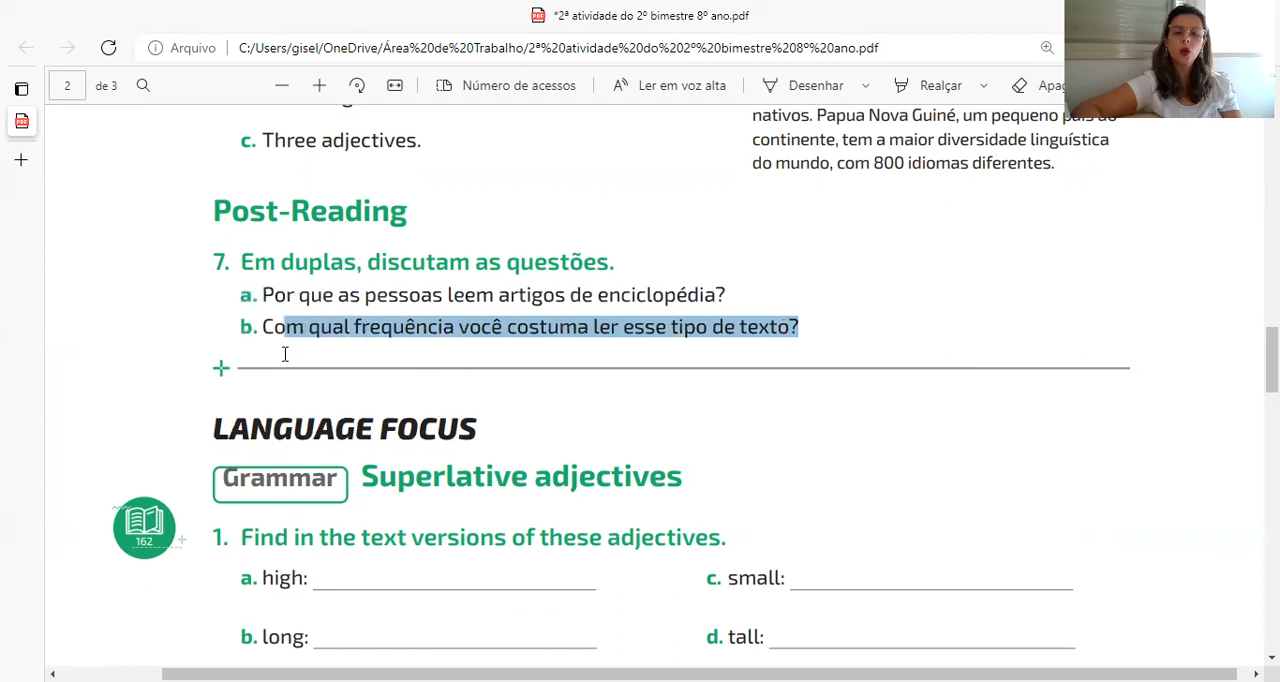 *2ª atividade do 2º bimestre 8º ano.pdf
Arquivo
C:/Users/gisel/OneDrive/Área%20de%20Trabalho/2ª%20atividade%20do%202º%20bimestre%208º%20ano.pdf
2
de 3
Número de acessos
Ler em voz alta
Desenhar
Realçar
Apag
nativos. Papua Nova Guiné, um pequeno país do
c. Three adjectives.
continente, tem a maior diversidade linguística
do mundo, com 800 idiomas diferentes.
Post-Reading
7. Em duplas, discutam as questões.
a. Por que as pessoas leem artigos de enciclopédia?
b. Com qual frequência você costuma ler esse tipo de texto?
LANGUAGE FOCUS
Grammar Superlative adjectives
162
1. Find in the text versions of these adjectives.
a. high:
c. small:
b. long:
d. tall: